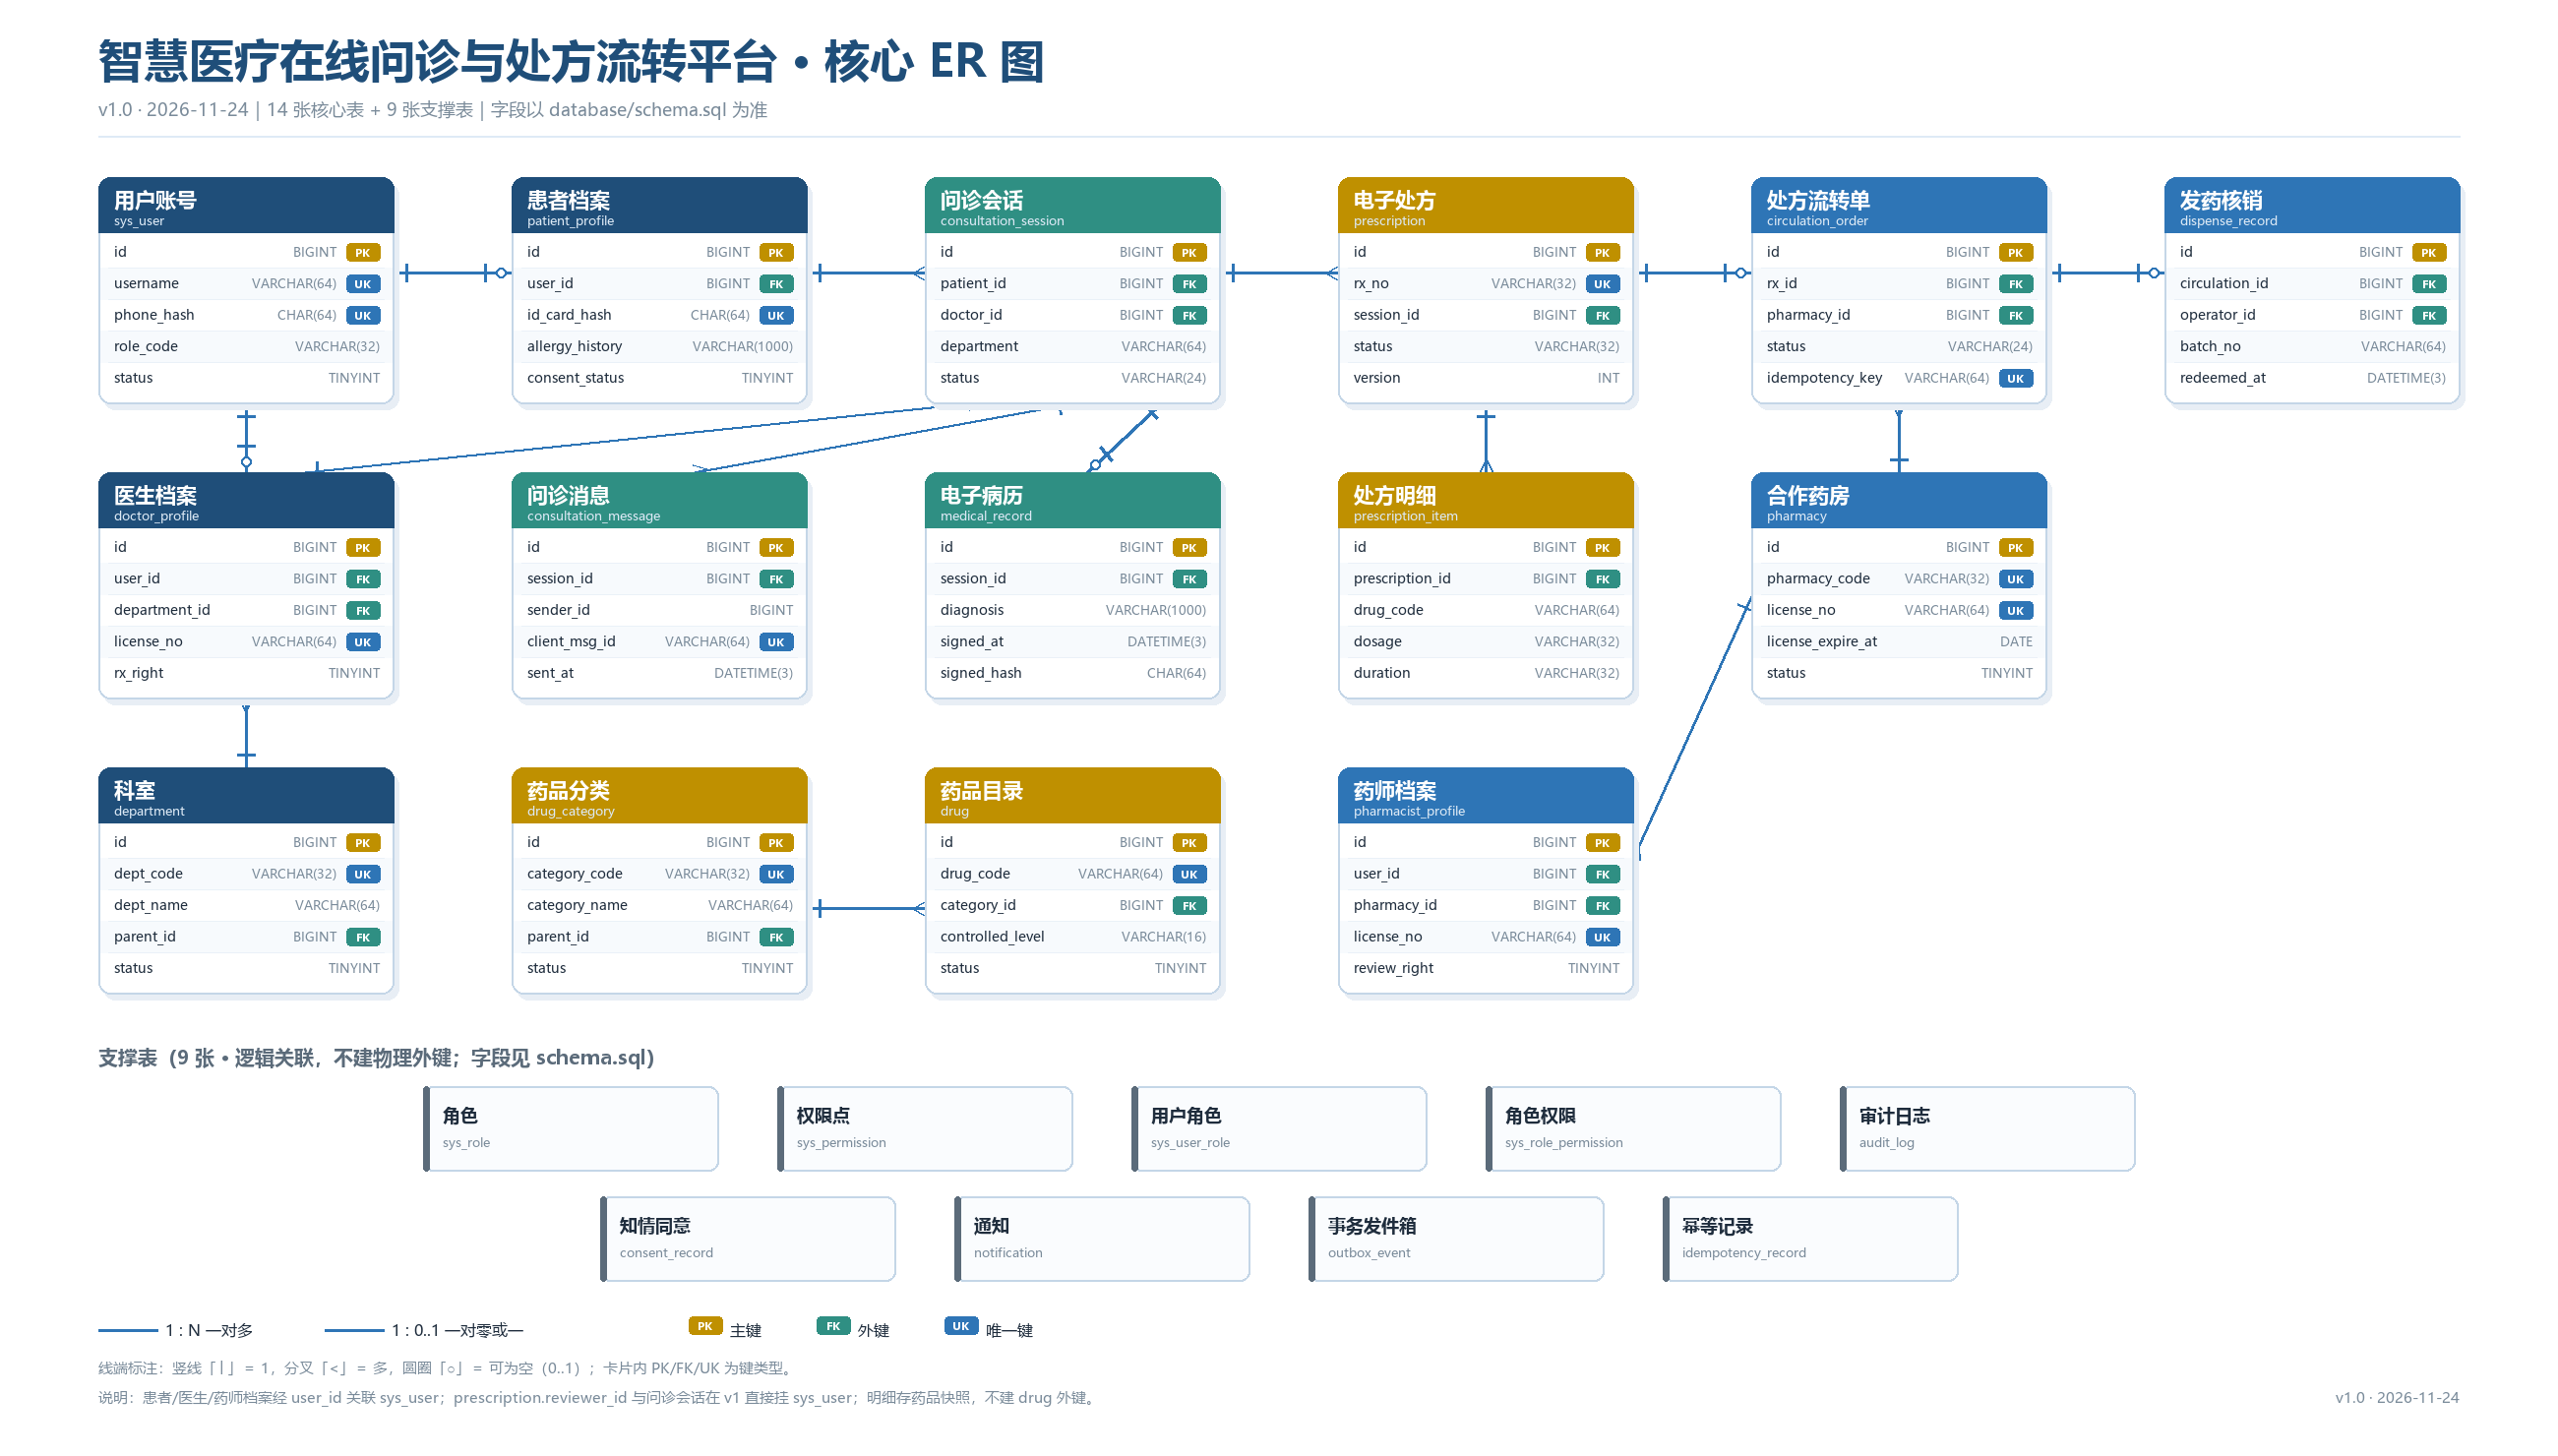 智慧医疗在线问诊与处方流转平台 • 核心 ER 图
v1.0 · 2026-11-24 | 14 张核心表 + 9 张支撑表 | 字段以 database/schema.sql 为准
用户账号
sys_user
id BIGINT PK
username VARCHAR(64) UK
phone_hash CHAR(64) UK
role_code VARCHAR(32)
status TINYINT
患者档案
patient_profile
id BIGINT PK
user_id BIGINT FK
id_card_hash CHAR(64) UK
allergy_history VARCHAR(1000)
consent_status TINYINT
问诊会话
consultation_session
id BIGINT PK
patient_id BIGINT FK
doctor_id BIGINT FK
department VARCHAR(64)
status VARCHAR(24)
电子处方
prescription
id BIGINT PK
rx_no VARCHAR(32) UK
session_id BIGINT FK
status VARCHAR(32)
version INT
处方流转单
circulation_order
id BIGINT PK
rx_id BIGINT FK
pharmacy_id BIGINT FK
status VARCHAR(24)
idempotency_key VARCHAR(64) UK
发药核销
dispense_record
id BIGINT PK
circulation_id BIGINT FK
operator_id BIGINT FK
batch_no VARCHAR(64)
redeemed_at DATETIME(3)
医生档案
doctor_profile
id BIGINT PK
user_id BIGINT FK
department_id BIGINT FK
license_no VARCHAR(64) UK
rx_right TINYINT
问诊消息
consultation_message
id BIGINT PK
session_id BIGINT FK
sender_id BIGINT
client_msg_id VARCHAR(64) UK
sent_at DATETIME(3)
电子病历
medical_record
id BIGINT PK
session_id BIGINT FK
diagnosis VARCHAR(1000)
signed_at DATETIME(3)
signed_hash CHAR(64)
处方明细
prescription_item
id BIGINT PK
prescription_id BIGINT FK
drug_code VARCHAR(64)
dosage VARCHAR(32)
duration VARCHAR(32)
合作药房
pharmacy
id BIGINT PK
pharmacy_code VARCHAR(32) UK
license_no VARCHAR(64) UK
license_expire_at DATE
status TINYINT
科室
department
id BIGINT PK
dept_code VARCHAR(32) UK
dept_name VARCHAR(64)
parent_id BIGINT FK
status TINYINT
药品分类
drug_category
id BIGINT PK
category_code VARCHAR(32) UK
category_name VARCHAR(64)
parent_id BIGINT FK
status TINYINT
药品目录
drug
id BIGINT PK
drug_code VARCHAR(64) UK
category_id BIGINT FK
controlled_level VARCHAR(16)
status TINYINT
药师档案
pharmacist_profile
id BIGINT PK
user_id BIGINT FK
pharmacy_id BIGINT FK
license_no VARCHAR(64) UK
review_right TINYINT
支撑表（9 张 • 逻辑关联，不建物理外键；字段见 schema.sql）
角色
sys_role
权限点
sys_permission
用户角色
sys_user_role
角色权限
sys_role_permission
审计日志
audit_log
知情同意
consent_record
通知
notification
事务发件箱
outbox_event
幂等记录
idempotency_record
1 : N 一对多 1 : 0..1 一对零或一 PK 主键 FK 外键 UK 唯一键
线端标注：竖线「|」 = 1，分叉「<」 = 多，圆圈「○」 = 可为空（0..1）；卡片内 PK/FK/UK 为键类型。
说明：患者/医生/药师档案经 user_id 关联 sys_user；prescription.reviewer_id 与问诊会话在 v1 直接挂 sys_user；明细存药品快照，不建 drug 外键。
v1.0 · 2026-11-24